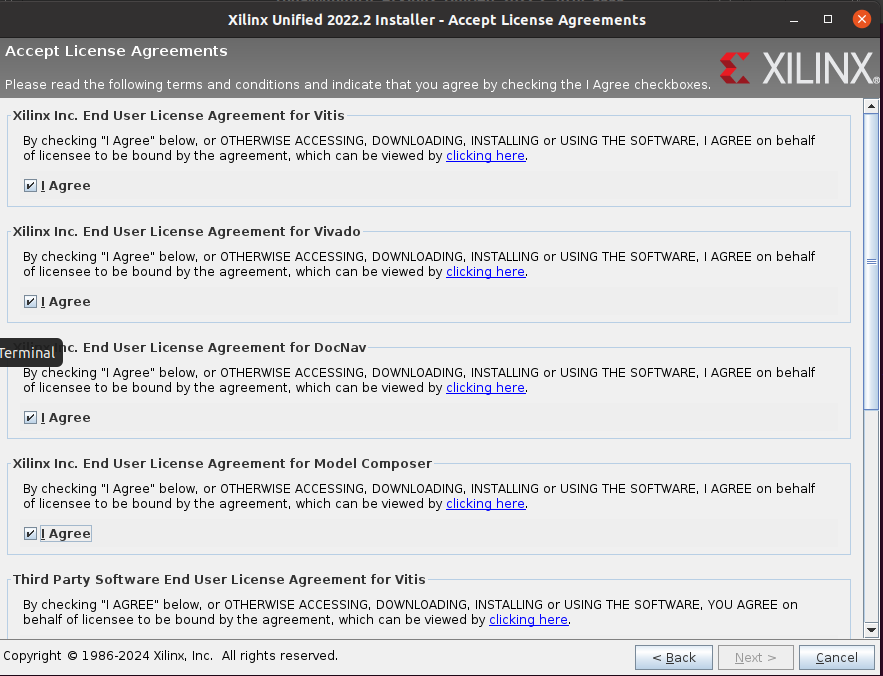 Xilinx Unified 2022.2 Installer - Accept License Agreements
Accept License Agreements
Please read the following terms and conditions and indicate that you agree by checking the I Agree checkboxes.
XILINX®
Xilinx Inc. End User License Agreement for Vitis
By checking "I Agree" below, or OTHERWISE ACCESSING, DOWNLOADING, INSTALLING or USING THE SOFTWARE, I AGREE on behalf
of licensee to be bound by the agreement, which can be viewed by clicking here.
I Agree
Xilinx Inc. End User License Agreement for Vivado
By checking "I Agree" below, or OTHERWISE ACCESSING, DOWNLOADING, INSTALLING or USING THE SOFTWARE, I AGREE on behalf
of licensee to be bound by the agreement, which can be viewed by clicking here.
I Agree
Terminal
Xilinx Inc. End User License Agreement for DocNav
By checking "I Agree" below, or OTHERWISE ACCESSING, DOWNLOADING, INSTALLING or USING THE SOFTWARE, I AGREE on behalf
of licensee to be bound by the agreement, which can be viewed by clicking here.
I Agree
Xilinx Inc. End User License Agreement for Model Composer
By checking "I Agree" below, or OTHERWISE ACCESSING, DOWNLOADING, INSTALLING or USING THE SOFTWARE, I AGREE on behalf
of licensee to be bound by the agreement, which can be viewed by clicking here.
I Agree
Third Party Software End User License Agreement for Vitis
By checking "I AGREE" below, or OTHERWISE ACCESSING, DOWNLOADING, INSTALLING or USING THE SOFTWARE, YOU AGREE on
behalf of licensee to be bound by the agreement, which can be viewed by clicking here.
Copyright © 1986-2024 Xilinx, Inc. All rights reserved.
< Back
Next >
Cancel